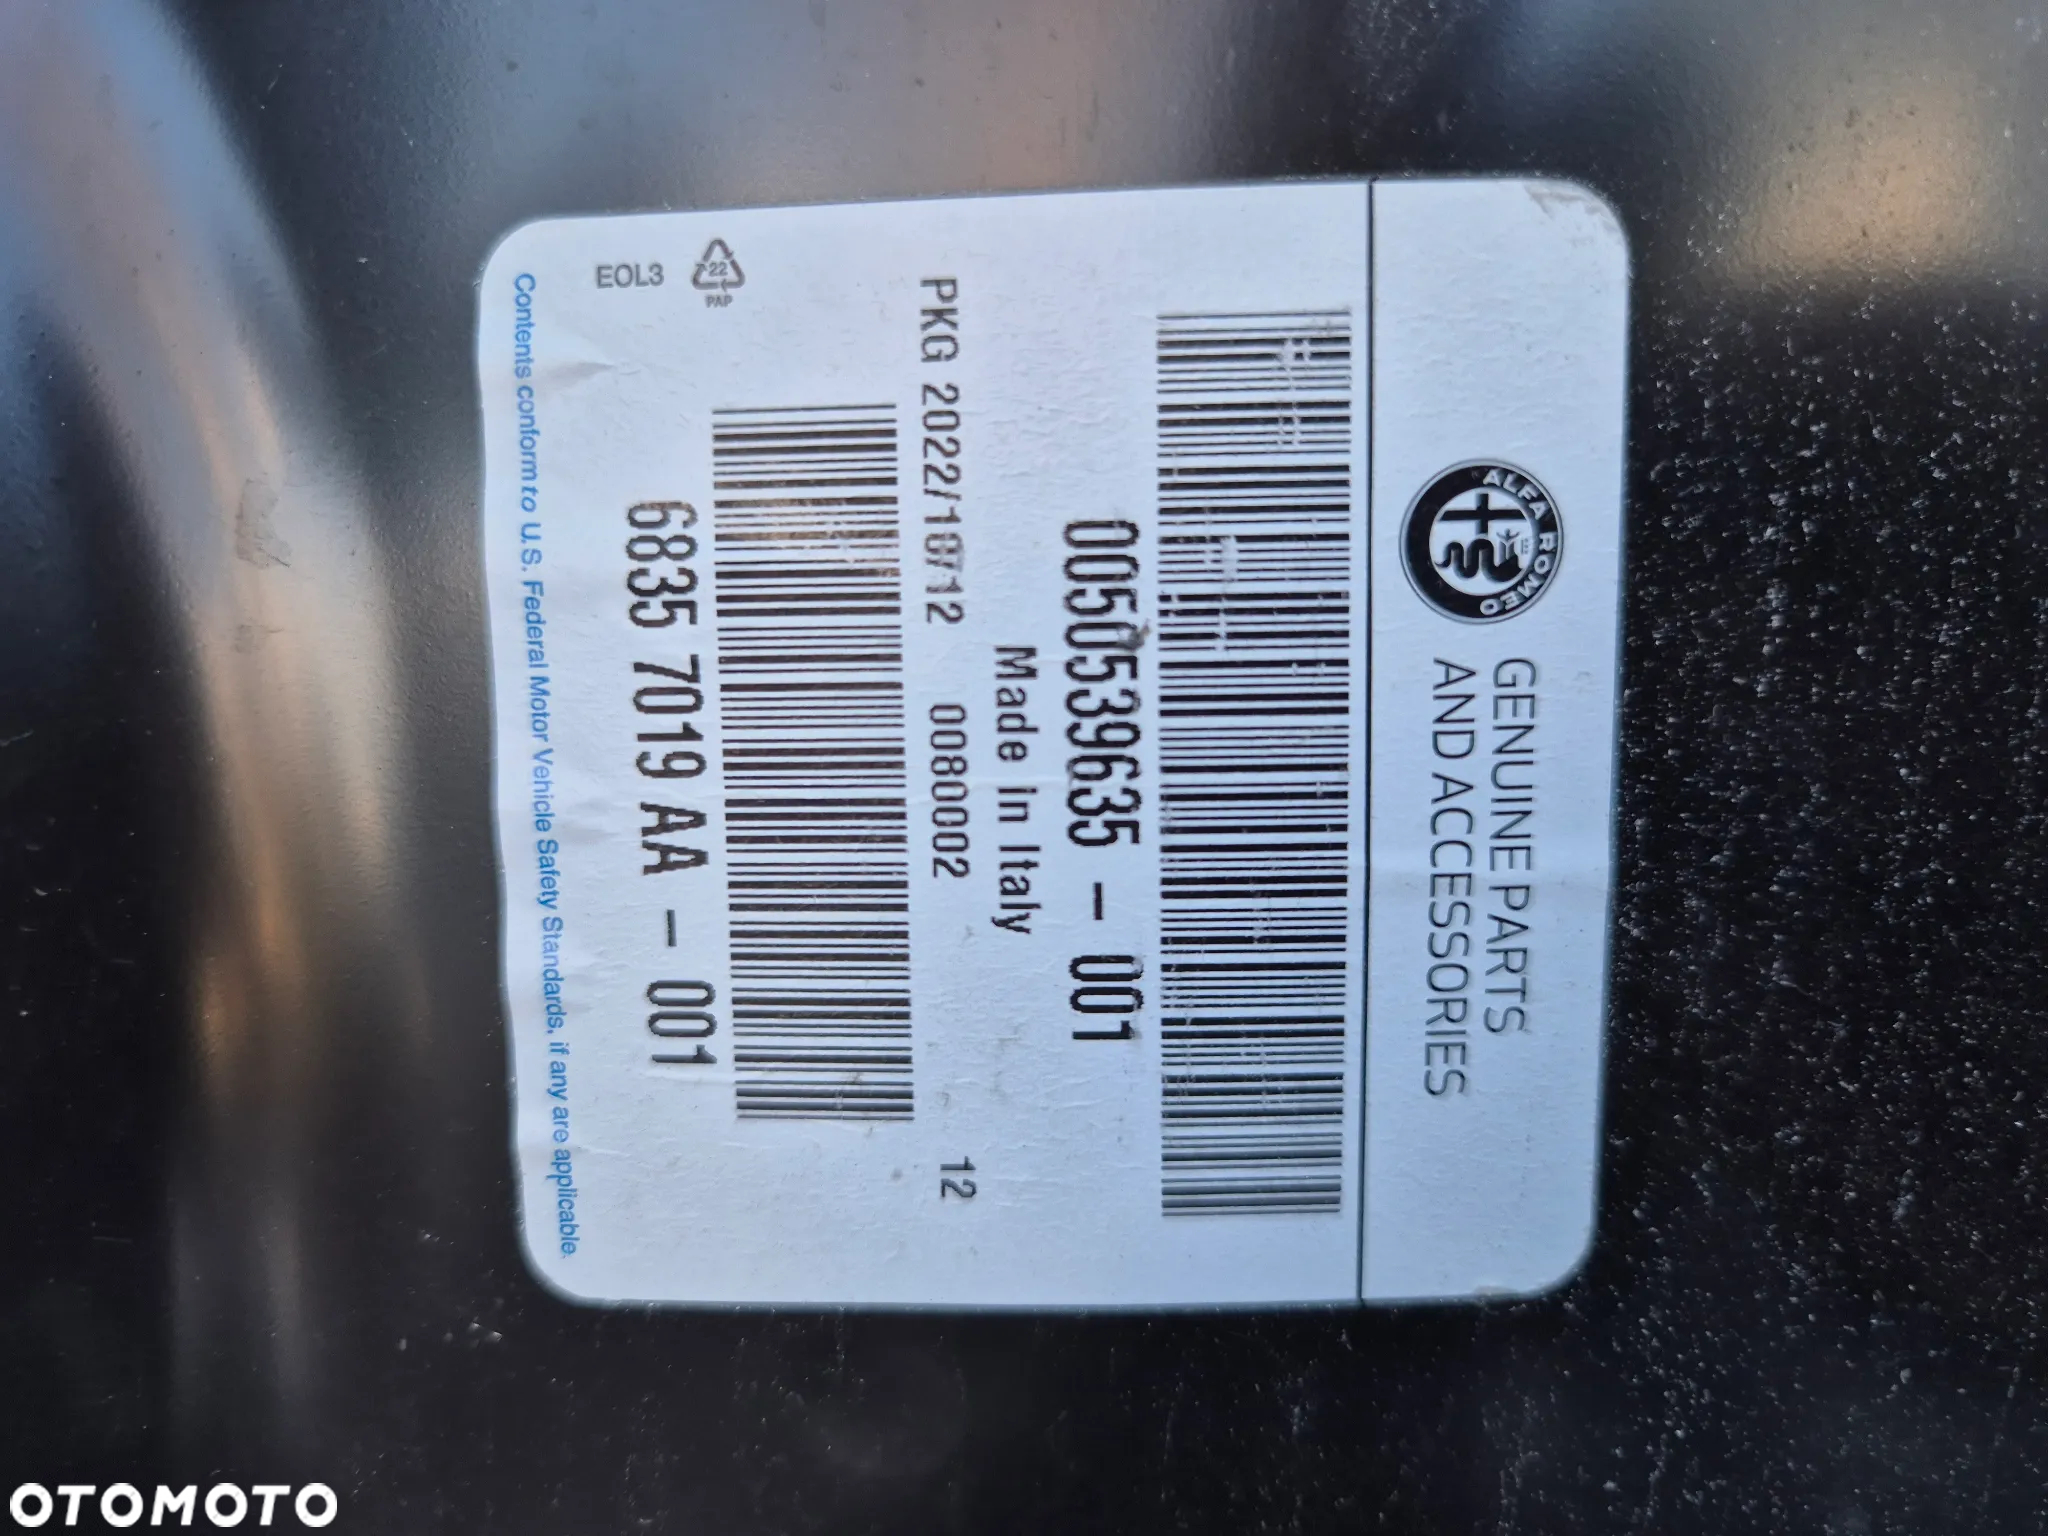 ALFA ROMEO
GENUINE PARTS
AND ACCESSORIES
0050539635 – 001
Made in Italy
PKG 2022/10/12 0080002 12
6835 7019 AA – 001
22
PAP
EOL3
Contents conform to U.S. Federal Motor Vehicle Safety Standards, if any are applicable.
OTOMOTO